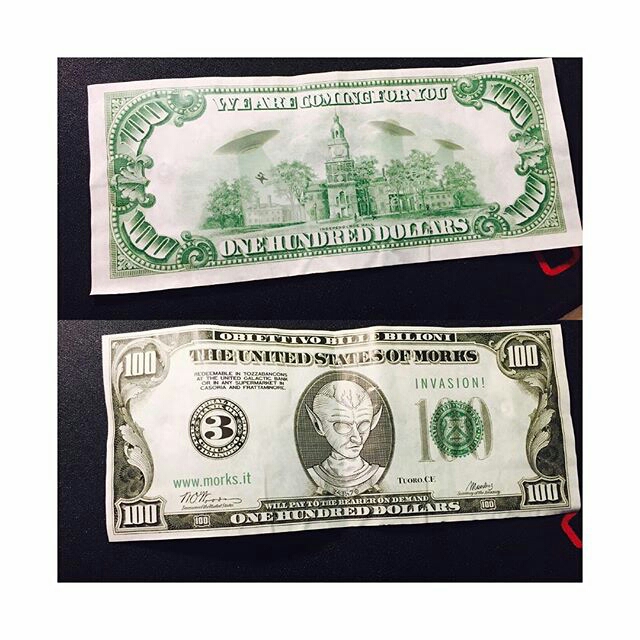 WE ARE COMING FOR YOU
100
100
100
100
ONE HUNDRED DOLLARS
OBIETTIVO BILLE BILIONI
THE UNITED STATES OF MORKS
100
100
REDEEMABLE IN TOZZABANCONS
AT THE UNITED GALACTIC BANK
OR IN ANY SUPERMARKET IN
CASORIA AND FRATTAMINORE.
INVASION!
3
100
www.morks.it
TUORO, CE
WILL PAY TO THE BEARER ON DEMAND
100
100
100
100
ONE HUNDRED DOLLARS